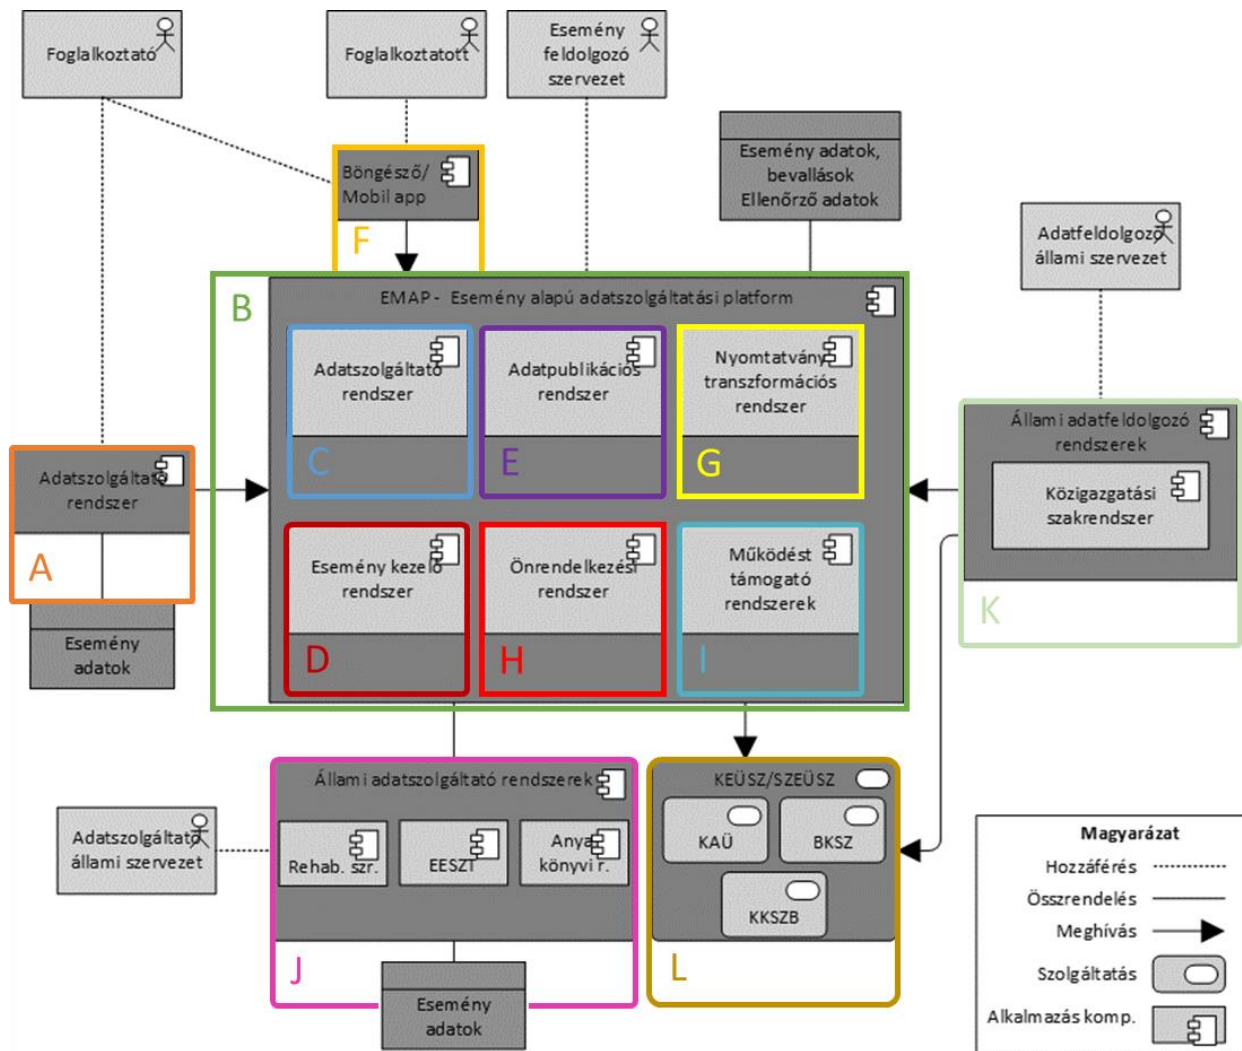 Foglalkoztató
Foglalkoztatott
Esemény
feldolgozó
szervezet
Böngésző/
Mobil app
F
Esemény adatok,
bevallások
Ellenőrző adatok
Adatfeldolgozó
állami szervezet
B
EMAP - Esemény alapú adatszolgáltatási platform
Adatszolgáltató
rendszer
C
Adatpublikációs
rendszer
E
Nyomtatvány
transzformációs
rendszer
G
Adatszolgáltató
rendszer
A
Esemény
adatok
Esemény kezelő
rendszer
D
Önrendelkezési
rendszer
H
Működést
támogató
rendszerek
I
Állami adatfeldolgozó
rendszerek
Közigazgatási
szakrendszer
K
Adatszolgáltató
állami szervezet
Állami adatszolgáltató rendszerek
Rehab. szr.
EESZT
Anya
könyvi r.
J
Esemény
adatok
KEÜSZ/SZEÜSZ
KAÜ
BKSZ
KKSZB
L
Magyarázat
Hozzáférés
Összrendelés
Meghívás
Szolgáltatás
Alkalmazás komp.